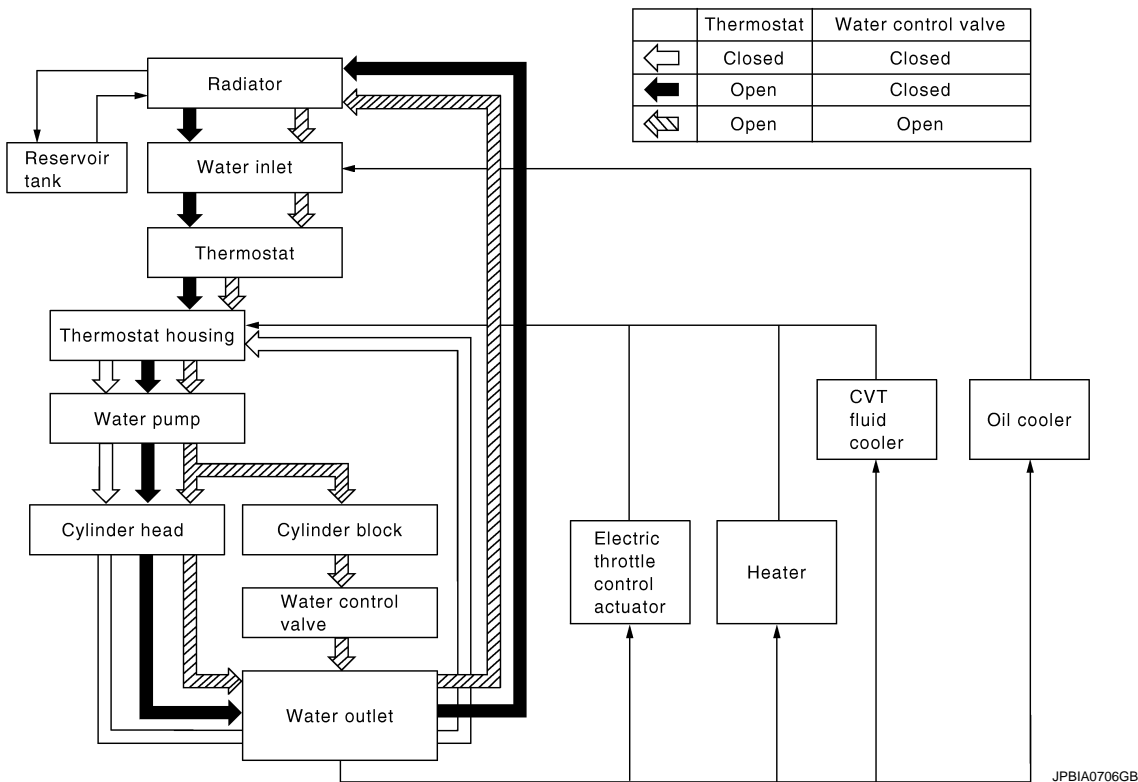 Thermostat Water control valve
Closed Closed
Open Closed
Open Open
Radiator
Reservoir
tank
Water inlet
Thermostat
Thermostat housing
Water pump
CVT
fluid
cooler
Oil cooler
Cylinder head
Cylinder block
Electric
throttle
control
actuator
Heater
Water control
valve
Water outlet
JPBIA0706GB